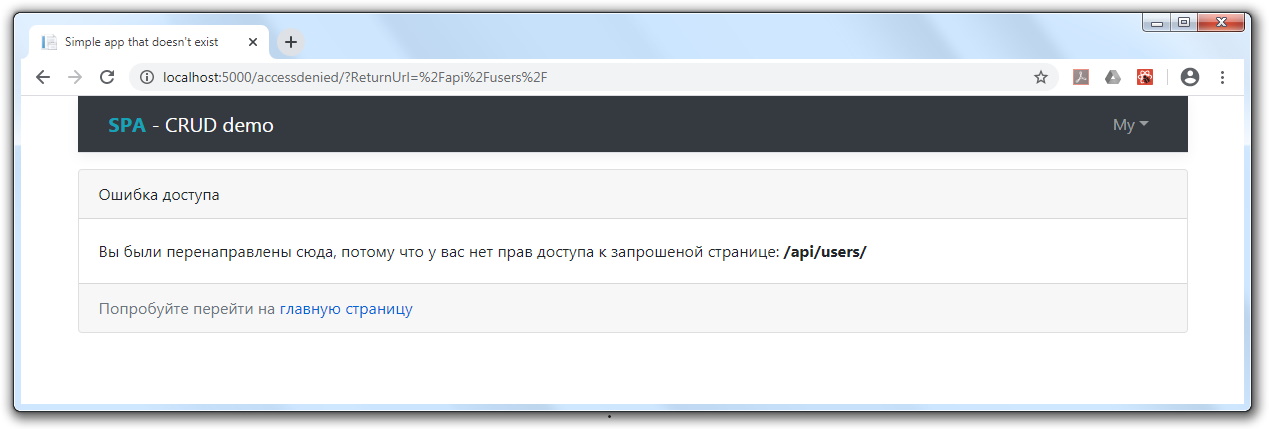 Simple app that doesn't exist
localhost:5000/accessdenied/?ReturnUrl=%2Fapi%2Fusers%2F
SPA - CRUD demo
My
Ошибка доступа
Вы были перенаправлены сюда, потому что у вас нет прав доступа к запрошеной странице: /api/users/
Попробуйте перейти на главную страницу